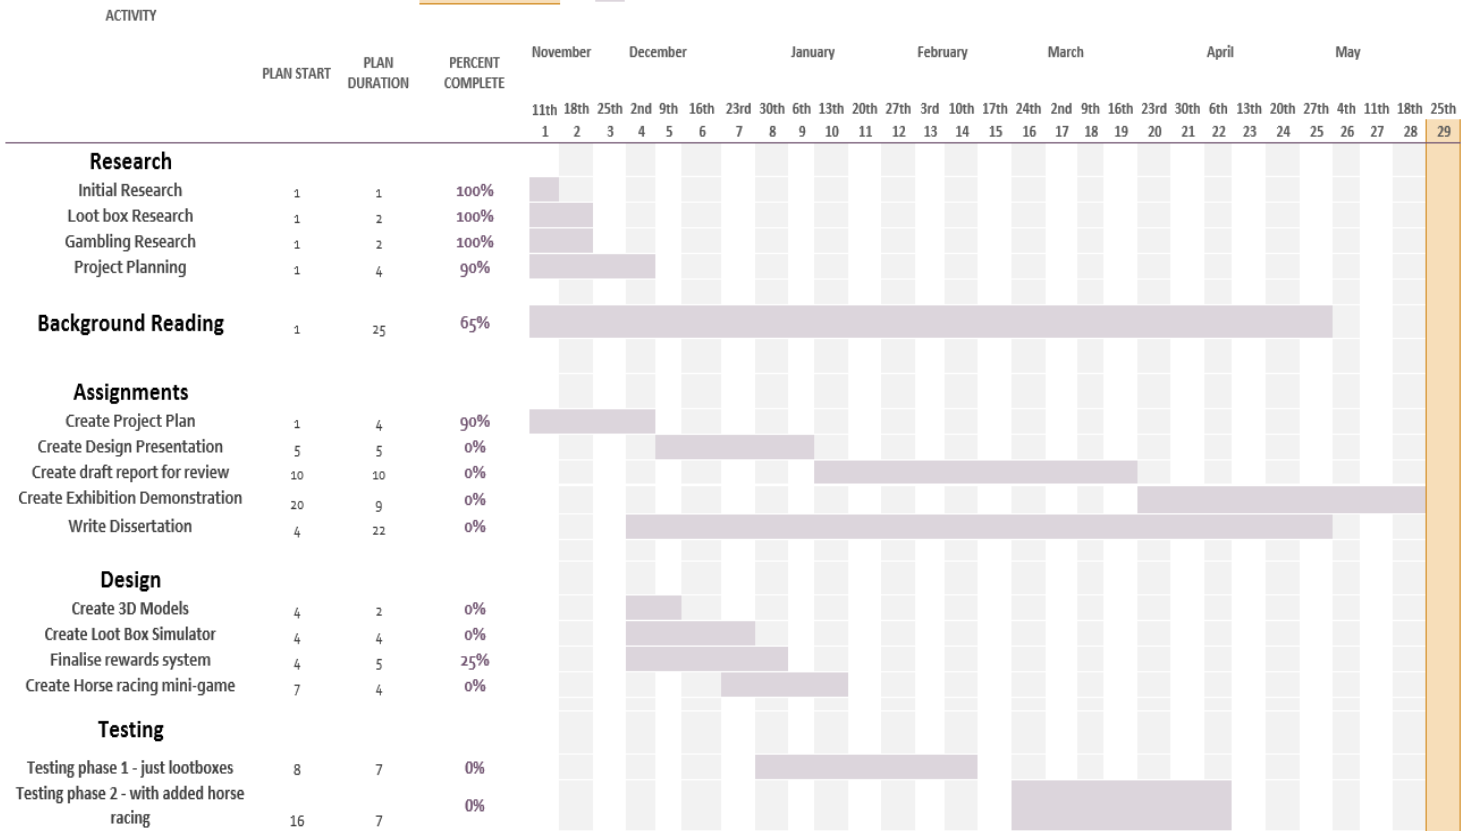 ACTIVITY
November December January February March April May
PLAN START PLAN DURATION PERCENT COMPLETE
11th 18th 25th 2nd 9th 16th 23rd 30th 6th 13th 20th 27th 3rd 10th 17th 24th 2nd 9th 16th 23rd 30th 6th 13th 20th 27th 4th 11th 18th 25th
1 2 3 4 5 6 7 8 9 10 11 12 13 14 15 16 17 18 19 20 21 22 23 24 25 26 27 28 29
Research
Initial Research 1 1 100%
Loot box Research 1 2 100%
Gambling Research 1 2 100%
Project Planning 1 4 90%
Background Reading 1 25 65%
Assignments
Create Project Plan 1 4 90%
Create Design Presentation 5 5 0%
Create draft report for review 10 10 0%
Create Exhibition Demonstration 20 9 0%
Write Dissertation 4 22 0%
Design
Create 3D Models 4 2 0%
Create Loot Box Simulator 4 4 0%
Finalise rewards system 4 5 25%
Create Horse racing mini-game 7 4 0%
Testing
Testing phase 1 - just lootboxes 8 7 0%
Testing phase 2 - with added horse
racing 16 7 0%